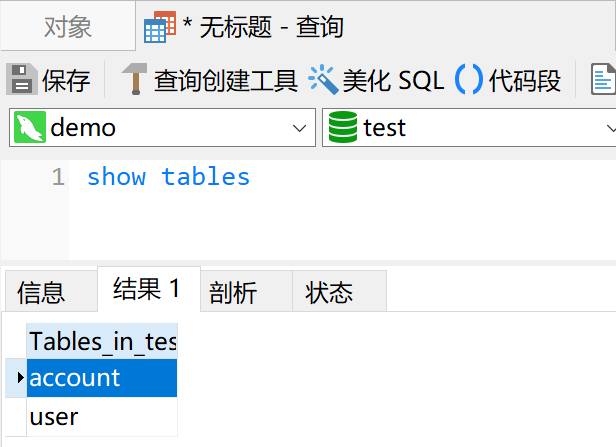 对象 * 无标题 - 查询
保存 查询创建工具 美化 SQL 代码段
demo test
1 show tables
信息 结果 1 剖析 状态
Tables_in_tes
account
user